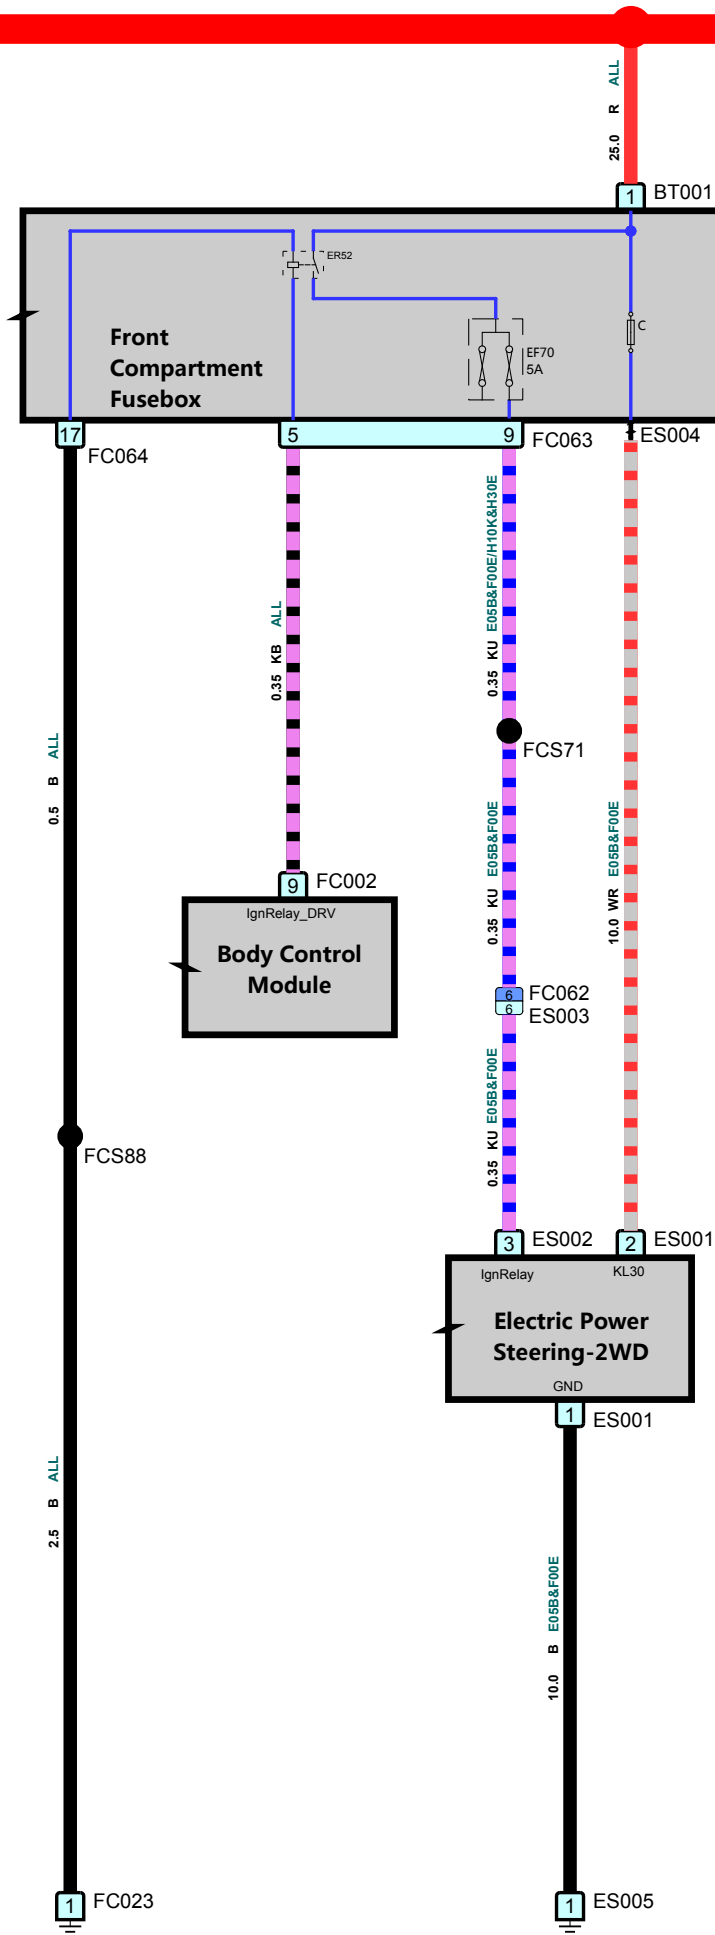 25.0 R ALL
1 BT001
ER52
C
EF70
5A
Front
Compartment
Fusebox
17 FC064
5 9 FC063
ES004
0.35 KB ALL
0.35 KU E05B&F00E/H10K&H30E
0.5 B ALL
FCS71
0.35 KU E05B&F00E
10.0 WR E05B&F00E
9 FC002
IgnRelay_DRV
Body Control
Module
6 FC062
6 ES003
0.35 KU E05B&F00E
FCS88
3 ES002
2 ES001
IgnRelay
KL30
Electric Power
Steering-2WD
GND
1 ES001
2.5 B ALL
10.0 B E05B&F00E
1 FC023
1 ES005